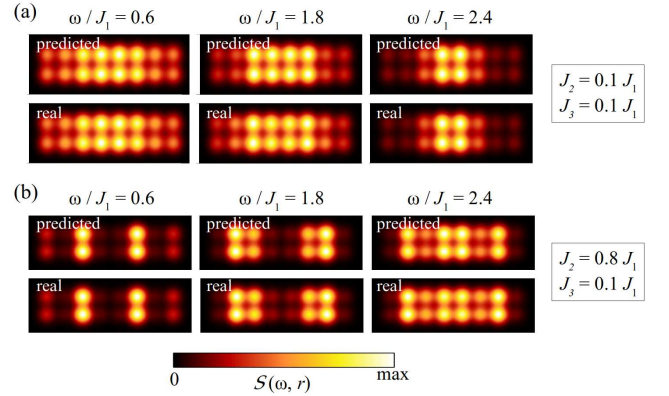 (a)
ω / J₁ = 0.6 ω / J₁ = 1.8 ω / J₁ = 2.4
predicted predicted predicted
real real real
J₂ = 0.1 J₁
J₃ = 0.1 J₁
(b)
ω / J₁ = 0.6 ω / J₁ = 1.8 ω / J₁ = 2.4
predicted predicted predicted
real real real
J₂ = 0.8 J₁
J₃ = 0.1 J₁
0 S(ω, r) max